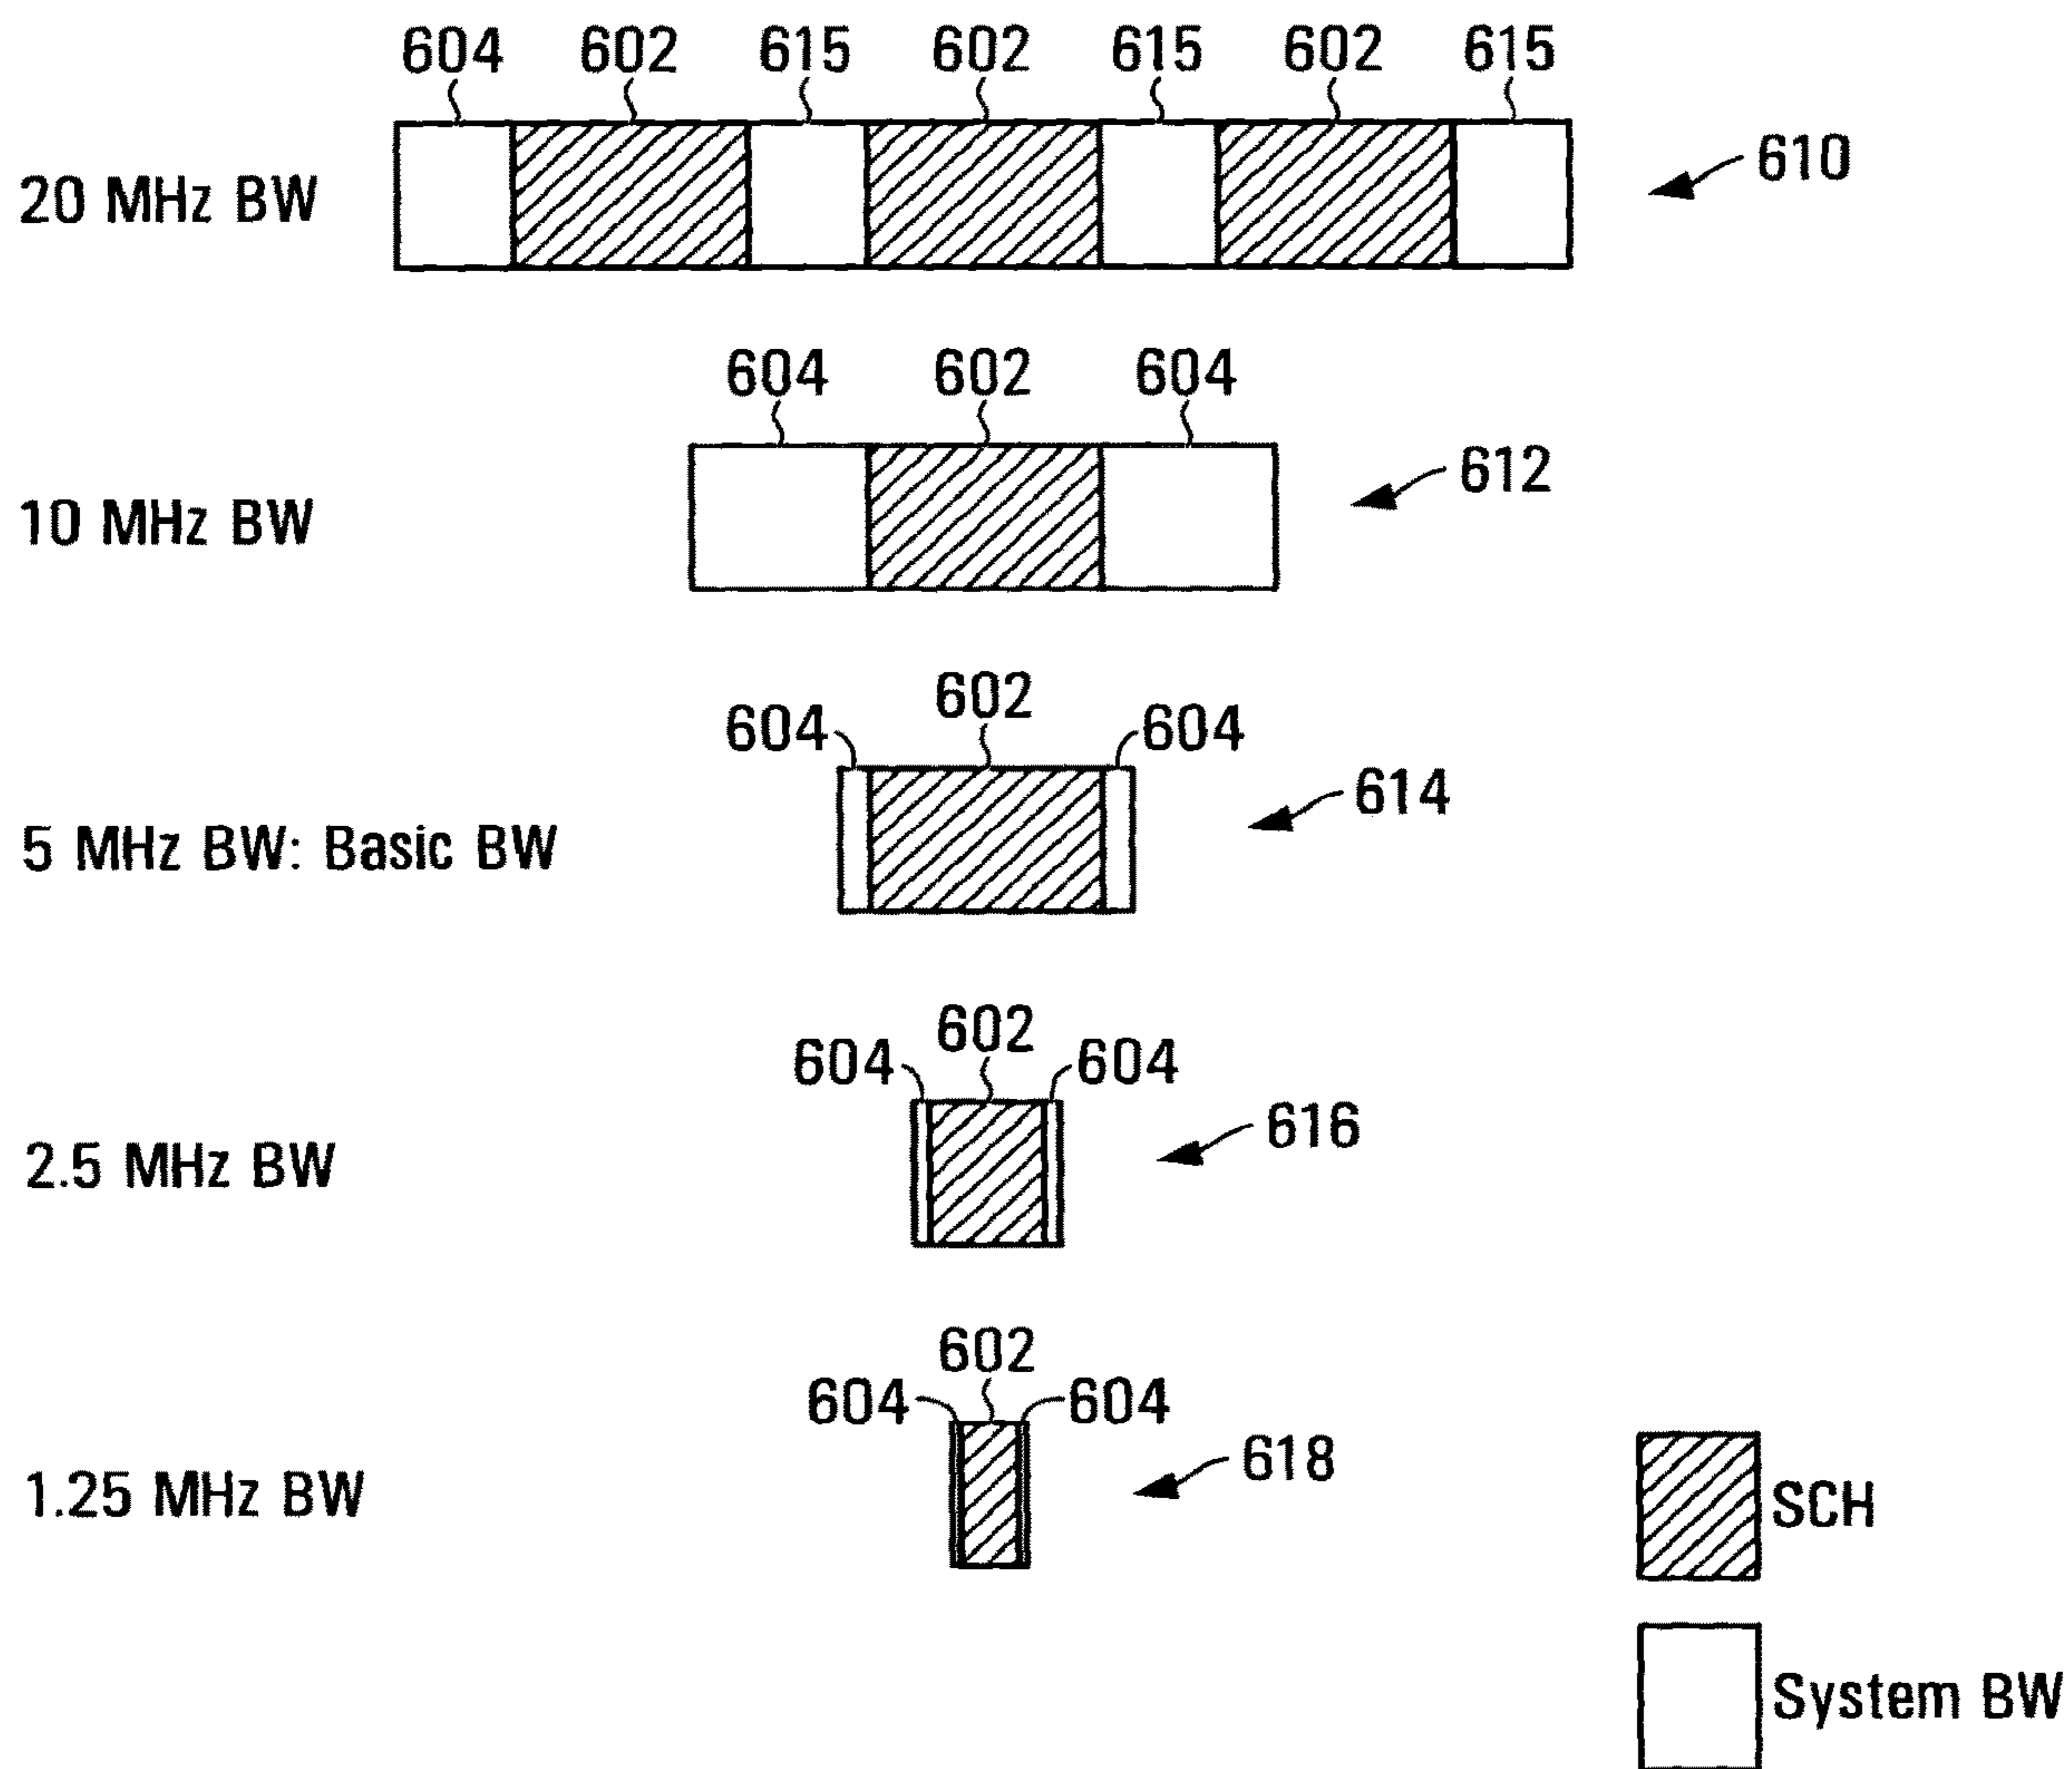 604 602 615 602 615 602 615
20 MHz BW
610
604 602 604
10 MHz BW
612
602
604 604
5 MHz BW: Basic BW
614
602
604 604
2.5 MHz BW
616
602
604 604
1.25 MHz BW
618
SCH
System BW